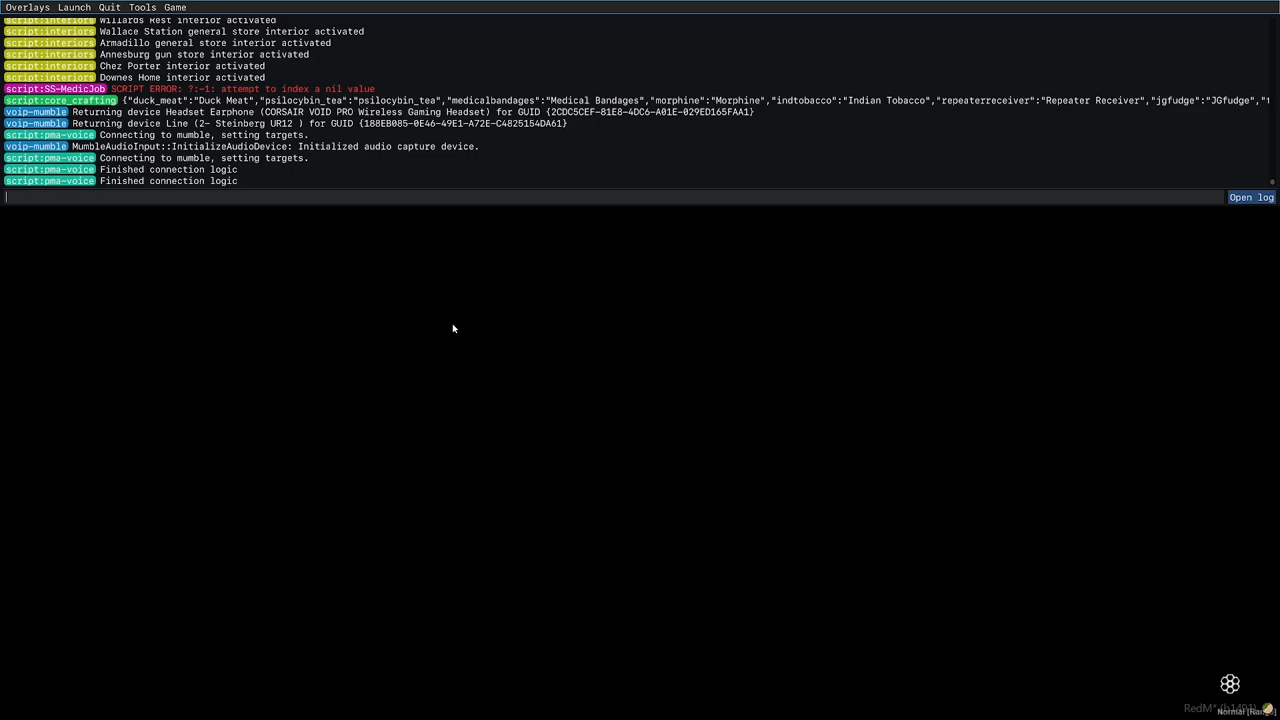 Overlays Launch Quit Tools Game
script:interiors Willards Rest interior activated
script:interiors Wallace Station general store interior activated
script:interiors Armadillo general store interior activated
script:interiors Annesburg gun store interior activated
script:interiors Chez Porter interior activated
script:interiors Downes Home interior activated
script:SS-MedicJob SCRIPT ERROR: ?:-1: attempt to index a nil value
script:core_crafting {"duck_meat":"Duck Meat","psilocybin_tea":"psilocybin_tea","medicalbandages":"Medical Bandages","morphine":"Morphine","indtobacco":"Indian Tobacco","repeaterreceiver":"Repeater Receiver","jgfudge":"JGfudge","t
voip-mumble Returning device Headset Earphone (CORSAIR VOID PRO Wireless Gaming Headset) for GUID {2CDC5CEF-81E8-4DC6-A01E-029ED165FAA1}
voip-mumble Returning device Line (2- Steinberg UR12 ) for GUID {188EB085-0E46-49E1-A72E-C4825154DA61}
script:pma-voice Connecting to mumble, setting targets.
voip-mumble MumbleAudioInput::InitializeAudioDevice: Initialized audio capture device.
script:pma-voice Connecting to mumble, setting targets.
script:pma-voice Finished connection logic
script:pma-voice Finished connection logic
Open log
RedM*